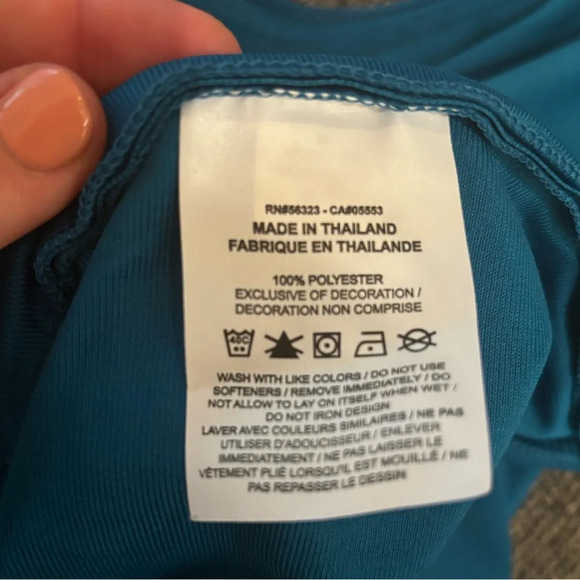 RN#56323 - CA#05553
MADE IN THAILAND
FABRIQUE EN THAILANDE
100% POLYESTER
EXCLUSIVE OF DECORATION /
DECORATION NON COMPRISE
40C
WASH WITH LIKE COLORS / DO NOT USE
SOFTENERS / REMOVE IMMEDIATELY / DO
NOT ALLOW TO LAY ON ITSELF WHEN WET /
DO NOT IRON DESIGN
LAVER AVEC COULEURS SIMILAIRES / NE PAS
UTILISER D'ADOUCISSEUR / ENLEVER
IMMEDIATEMENT / NE PAS LAISSER LE
VÊTEMENT PLIÉ LORSQU'IL EST MOUILLÉ / NE
PAS REPASSER LE DESSIN